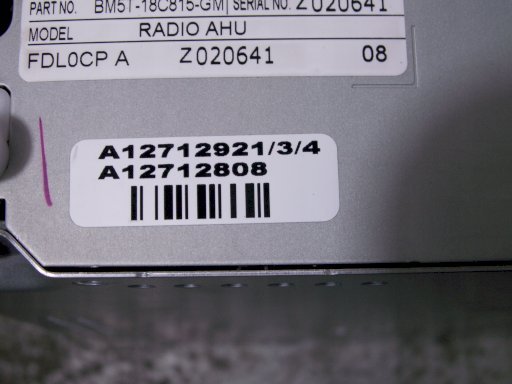 PART NO. BM5T-18C815-GM SERIAL NO. Z020641
MODEL RADIO AHU
FDL0CP A Z020641 08
A12712921/3/4
A12712808